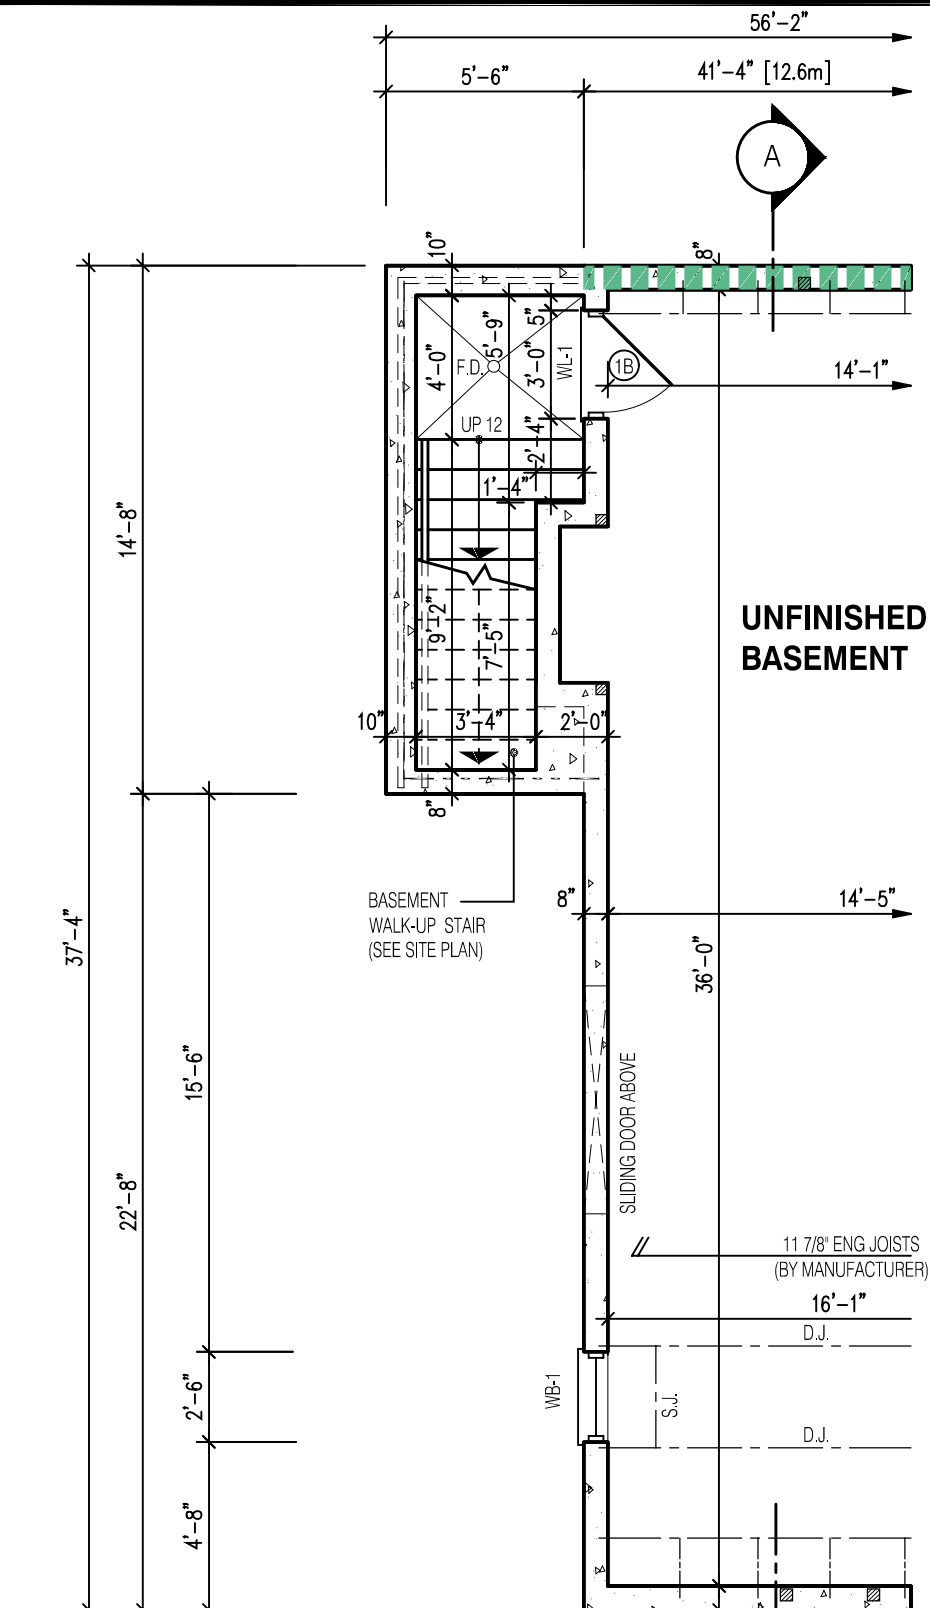 56'-2"
5'-6"
41'-4" [12.6m]
A
10"
8"
5"
5'-9"
4'-0"
F.D.
3'-0"
WL-1
1B
14'-1"
UP 12
2'-4"
1'-4"
14'-8"
9'-2"
7'-5"
UNFINISHED
BASEMENT
10"
3'-4"
2'-0"
8"
BASEMENT
WALK-UP STAIR
(SEE SITE PLAN)
8"
14'-5"
37'-4"
36'-0"
15'-6"
SLIDING DOOR ABOVE
22'-8"
11 7/8" ENG JOISTS
(BY MANUFACTURER)
16'-1"
D.J.
WB-1
S.J.
2'-6"
D.J.
4'-8"